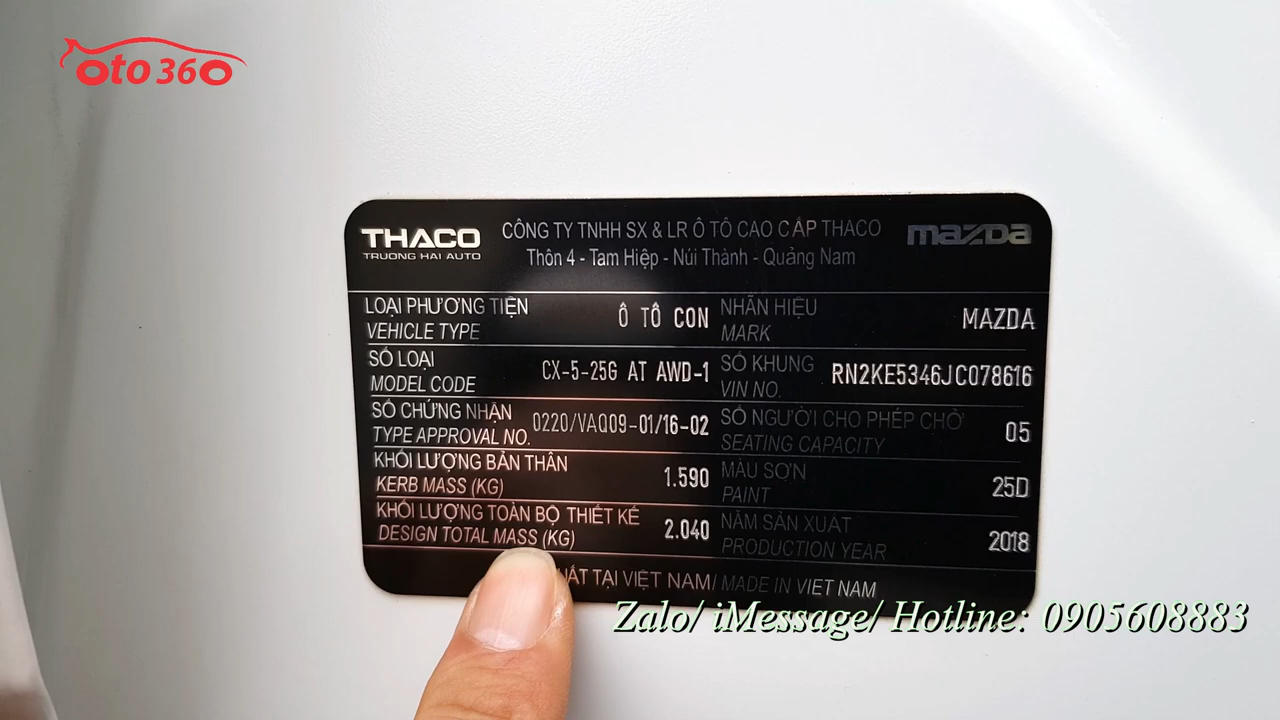 oto 360
THACO
TRUONG HAI AUTO
CÔNG TY TNHH SX & LR Ô TÔ CAO CẤP THACO
Thôn 4 - Tam Hiệp - Núi Thành - Quảng Nam
mazda
LOẠI PHƯƠNG TIỆN
VEHICLE TYPE
Ô TÔ CON
NHÃN HIỆU
MARK
MAZDA
SỐ LOẠI
MODEL CODE
CX-5-25G AT AWD-1
SỐ KHUNG
VIN NO.
RN2KE5346JC078616
SỐ CHỨNG NHẬN
TYPE APPROVAL NO.
0220/VAQ09-01/16-02
SỐ NGƯỜI CHO PHÉP CHỞ
SEATING CAPACITY
05
KHỐI LƯỢNG BẢN THÂN
KERB MASS (KG)
1.590
MÀU SƠN
PAINT
25D
KHỐI LƯỢNG TOÀN BỘ THIẾT KẾ
DESIGN TOTAL MASS (KG)
2.040
NĂM SẢN XUẤT
PRODUCTION YEAR
2018
TẠI VIỆT NAM/ MADE IN VIET NAM
Zalo/ iMessage/ Hotline: 0905608883